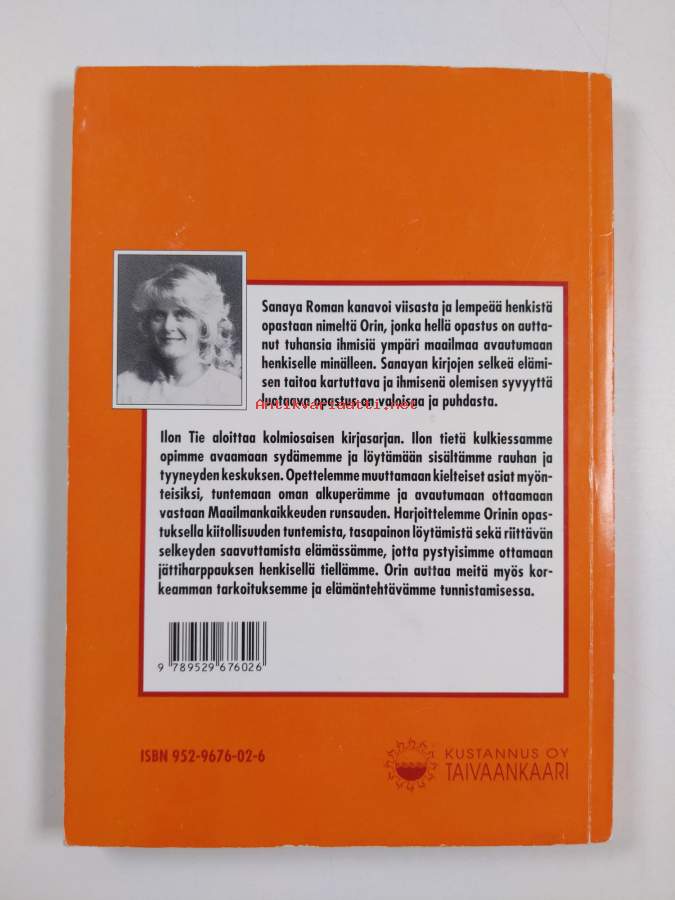 Sanaya Roman kanavoi viisasta ja lempeää henkistä
opastaan nimeltä Orin, jonka hellä opastus on autta-
nut tuhansia ihmisiä ympäri maailmaa avautumaan
henkiselle minälleen. Sanayan kirjojen selkeä elämi-
sen taitoa kartuttava ja ihmisenä olemisen syvyyttä
luotaava opastus on valoisaa ja puhdasta.
Antikvariaatti.net
Ilon Tie aloittaa kolmiosaisen kirjasarjan. Ilon tietä kulkiessamme
opimme avaamaan sydämemme ja löytämään sisältämme rauhan ja
tyyneyden keskuksen. Opettelemme muuttamaan kielteiset asiat myön-
teisiksi, tuntemaan oman alkuperämme ja avautumaan ottamaan
vastaan Maailmankaikkeuden runsauden. Harjoittelemme Orinin opas-
tuksella kiitollisuuden tuntemista, tasapainon löytämistä sekä riittävän
selkeyden saavuttamista elämässämme, jotta pystyisimme ottamaan
jättiharppauksen henkisellä tiellämme. Orin auttaa meitä myös kor-
keamman tarkoituksemme ja elämäntehtävämme tunnistamisessa.
9 789529 676026
ISBN 952-9676-02-6
KUSTANNUS OY
TAIVAANKAARI